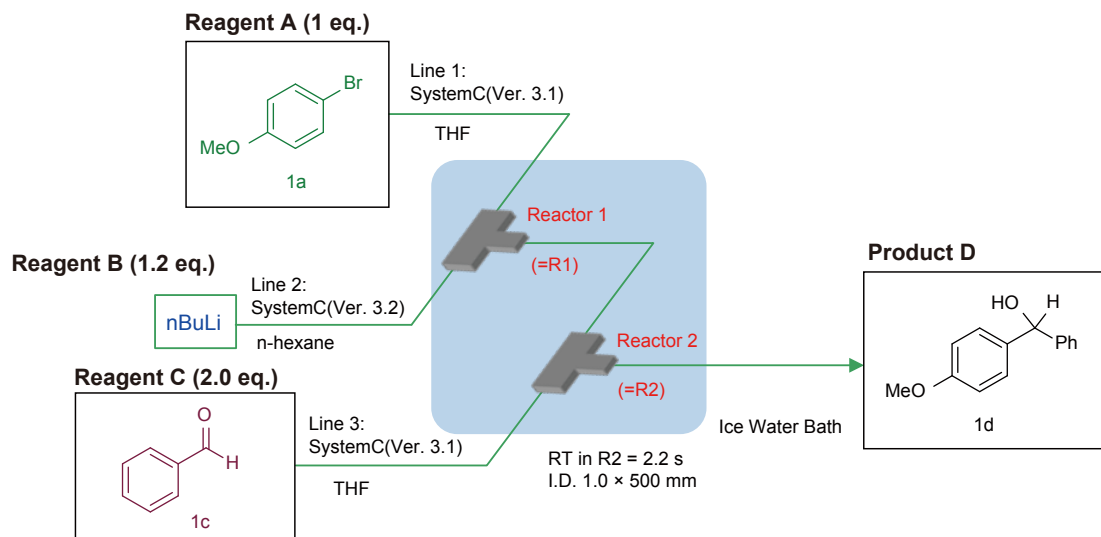 Reagent A (1 eq.)
Br
MeO
1a
Line 1:
SystemC(Ver. 3.1)
THF
Reactor 1
(=R1)
Reagent B (1.2 eq.)
nBuLi
Line 2:
SystemC(Ver. 3.2)
n-hexane
Reactor 2
(=R2)
Reagent C (2.0 eq.)
O
H
1c
Line 3:
SystemC(Ver. 3.1)
THF
RT in R2 = 2.2 s
I.D. 1.0 × 500 mm
Ice Water Bath
Product D
HO H
Ph
MeO
1d